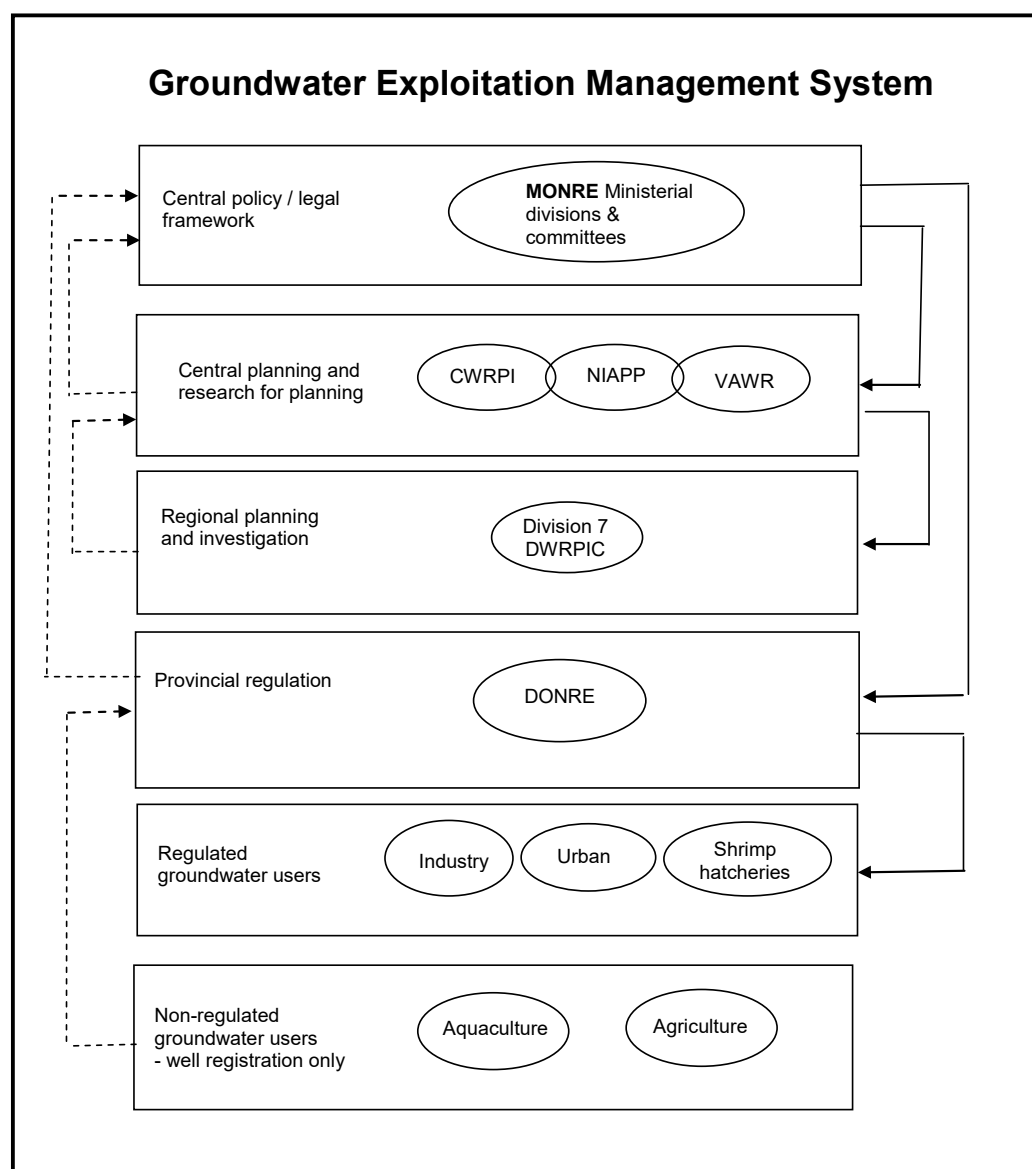 Groundwater Exploitation Management System
Central policy / legal
framework
MONRE Ministerial
divisions &
committees
Central planning and
research for planning
CWRPI
NIAPP
VAWR
Regional planning
and investigation
Division 7
DWRPIC
Provincial regulation
DONRE
Regulated
groundwater users
Industry
Urban
Shrimp
hatcheries
Non-regulated
groundwater users
- well registration only
Aquaculture
Agriculture